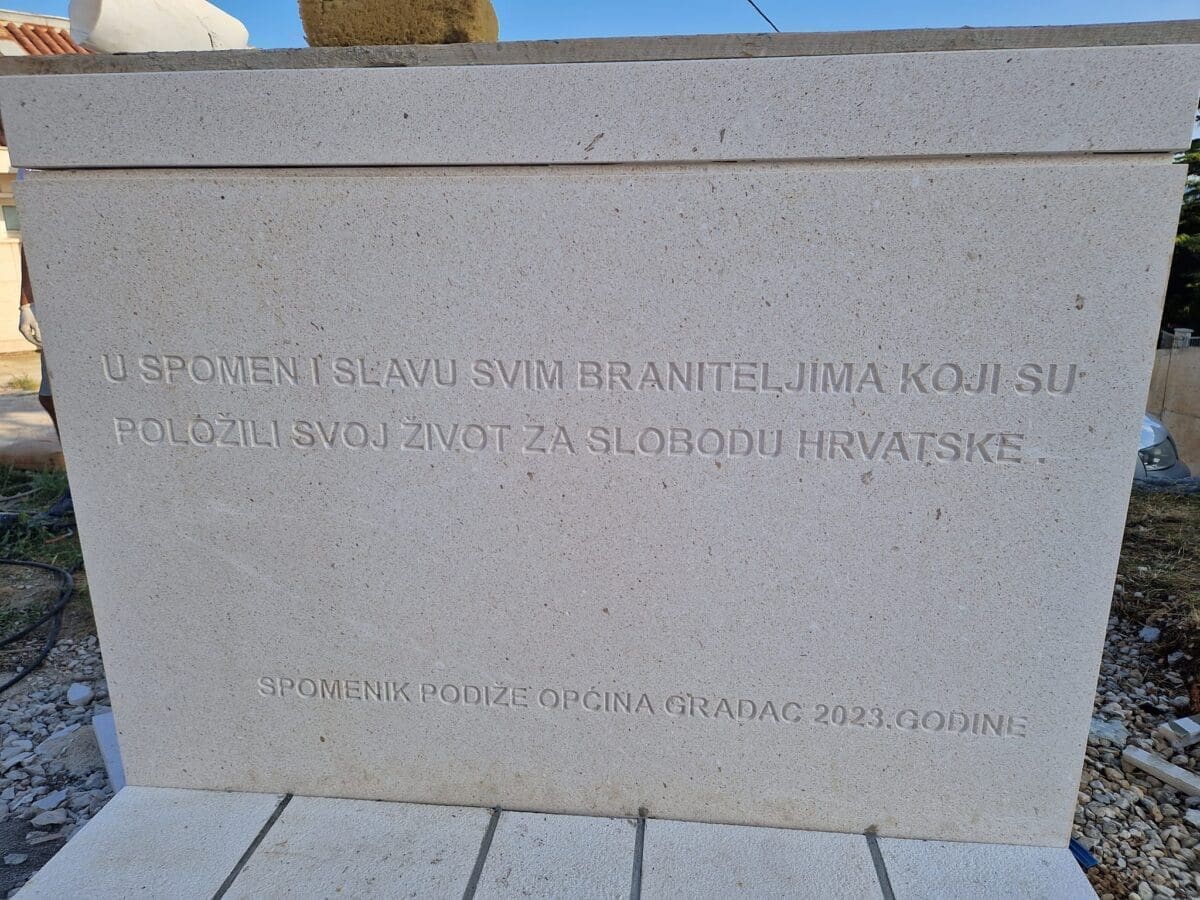 U SPOMEN I SLAVU SVIM BRANITELJIMA KOJI SU
POLOŽILI SVOJ ŽIVOT ZA SLOBODU HRVATSKE .
SPOMENIK PODIŽE OPĆINA GRADAC 2023.GODINE